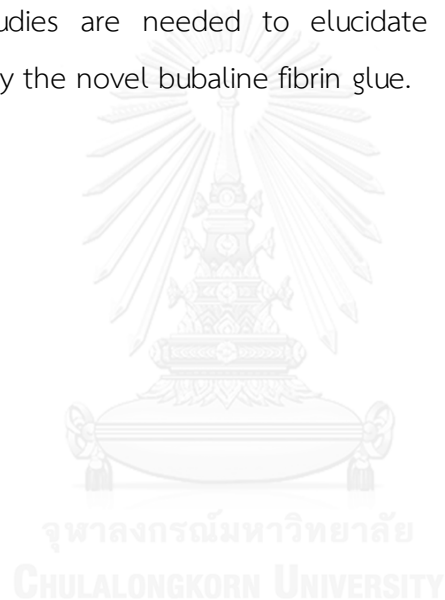 udies are needed to elucidate
y the novel bubaline fibrin glue.
จุฬาลงกรณ์มหาวิทยาลัย
CHULALONGKORN UNIVERSITY